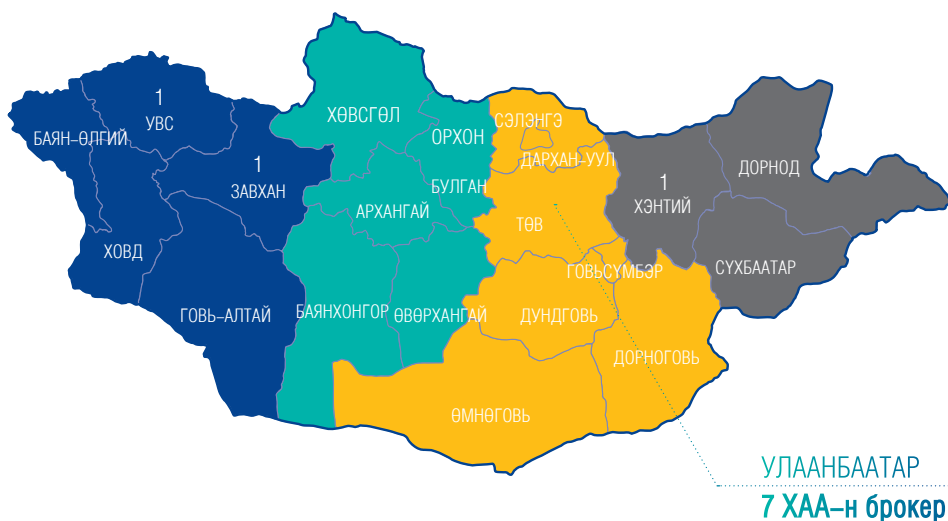 1
УВС
БАЯН-ӨЛГИЙ
1
ЗАВХАН
ХОВД
ГОВЬ-АЛТАЙ
ХӨВСГӨЛ
ОРХОН
БУЛГАН
АРХАНГАЙ
БАЯНХОНГОР
ӨВӨРХАНГАЙ
СЭЛЭНГЭ
ДАРХАН-УУЛ
ТӨВ
ГОВЬСҮМБЭР
ДУНДГОВЬ
ДОРНОГОВЬ
ӨМНӨГОВЬ
1
ХЭНТИЙ
ДОРНОД
СҮХБААТАР
УЛААНБААТАР
7 ХАА-н брокер